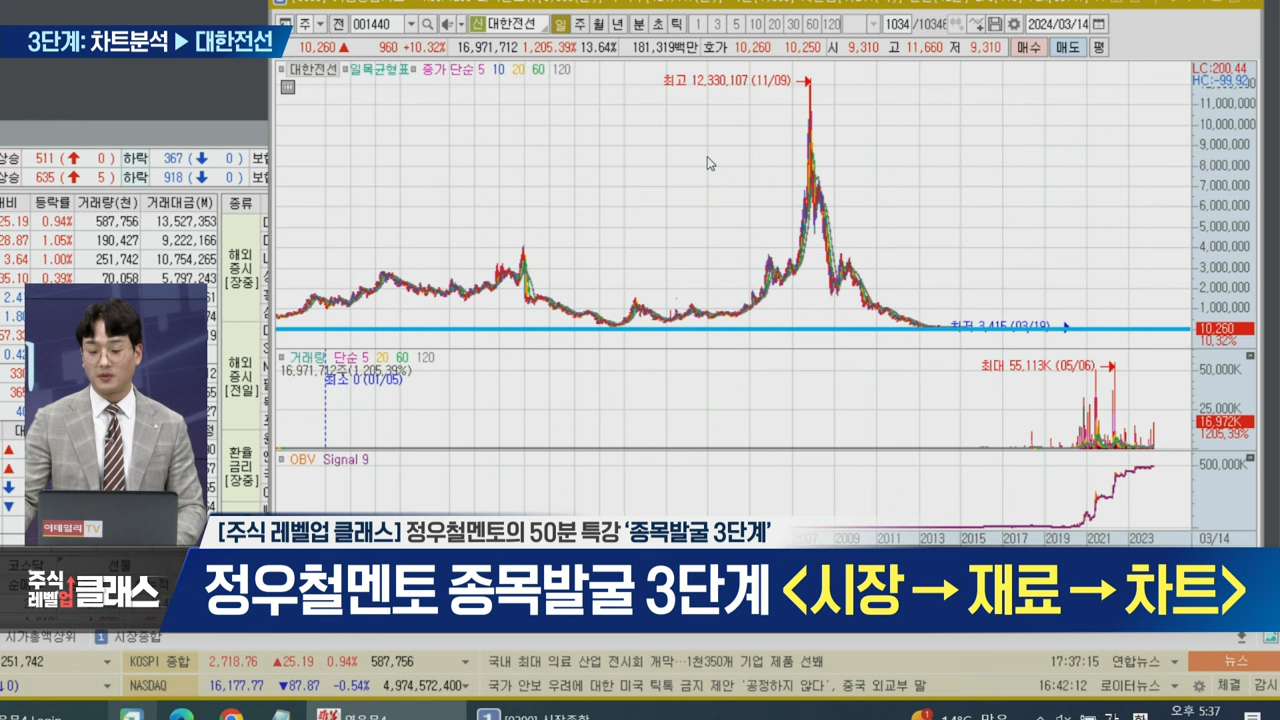 3단계: 차트분석 ▶ 대한전선
주 전 001440 신 대한전선 일 주 월 년 분 초 틱 1 3 5 10 20 30 60 120 1034 2024/03/14
10,260 ▲ 960 +10.32% 16,971,712 1,205.39% 13.64% 181,319백만 호가 10,260 10,250 시 9,310 고 11,660 저 9,310 매수 매도 평
대한전선 일목균형표 종가 단순 5 10 20 60 120
LC:200.44
HC:-99.92
최고 12,330,107 (11/09)
11,000,000
10,000,000
9,000,000
8,000,000
7,000,000
6,000,000
5,000,000
4,000,000
3,000,000
2,000,000
1,000,000
최저 3,415 (03/19)
10,260
10.32%
거래량 단순 5 20 60 120
16,971,712주(1,205.39%)
최소 0 (01/05)
최대 55,113K (05/06)
50,000K
25,000K
16,972K
1205.39%
OBV Signal 9
500,000K
2009 2011 2013 2015 2017 2019 2021 2023 03/14
상승 511 ( 0 ) 하락 367 ( 0 )
상승 635 ( 5 ) 하락 918 ( 0 )
대비 등락률 거래량(천) 거래대금(M) 종류
25.19 0.94% 587,756 13,527,353
28.87 1.05% 190,427 9,222,166
3.64 1.00% 251,742 10,754,265
35.10 0.39% 70,058 5,797,243
해외
증시
[장중]
해외
증시
[전일]
환율
금리
[장중]
이데일리 TV
[주식 레벨업 클래스] 정우철멘토의 50분 특강 ‘종목발굴 3단계’
주식
레벨업 클래스
정우철멘토 종목발굴 3단계 <시장 → 재료 → 차트>
시가총액상위 1 시장종합
251,742 KOSPI 종합 2,718.76 ▲25.19 0.94% 587,756 국내 최대 의료 산업 전시회 개막…1천350개 기업 제품 선봬 17:37:15 연합뉴스 뉴스
NASDAQ 16,177.77 ▼87.87 -0.54% 4,974,572,400 국가 안보 우려에 대한 미국 틱톡 금지 제안 '공정하지 않다', 중국 외교부 말 16:42:12 로이터뉴스 체결 감시
오후 5:37